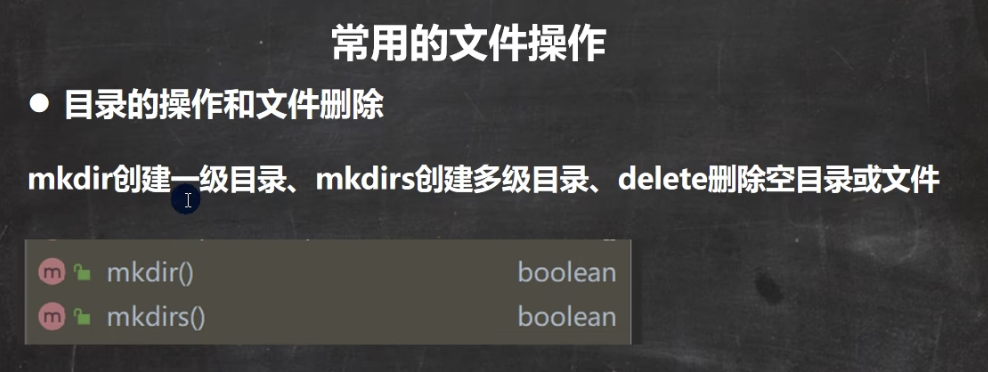 常用的文件操作
● 目录的操作和文件删除
mkdir创建一级目录、mkdirs创建多级目录、delete删除空目录或文件
m mkdir() boolean
m mkdirs() boolean